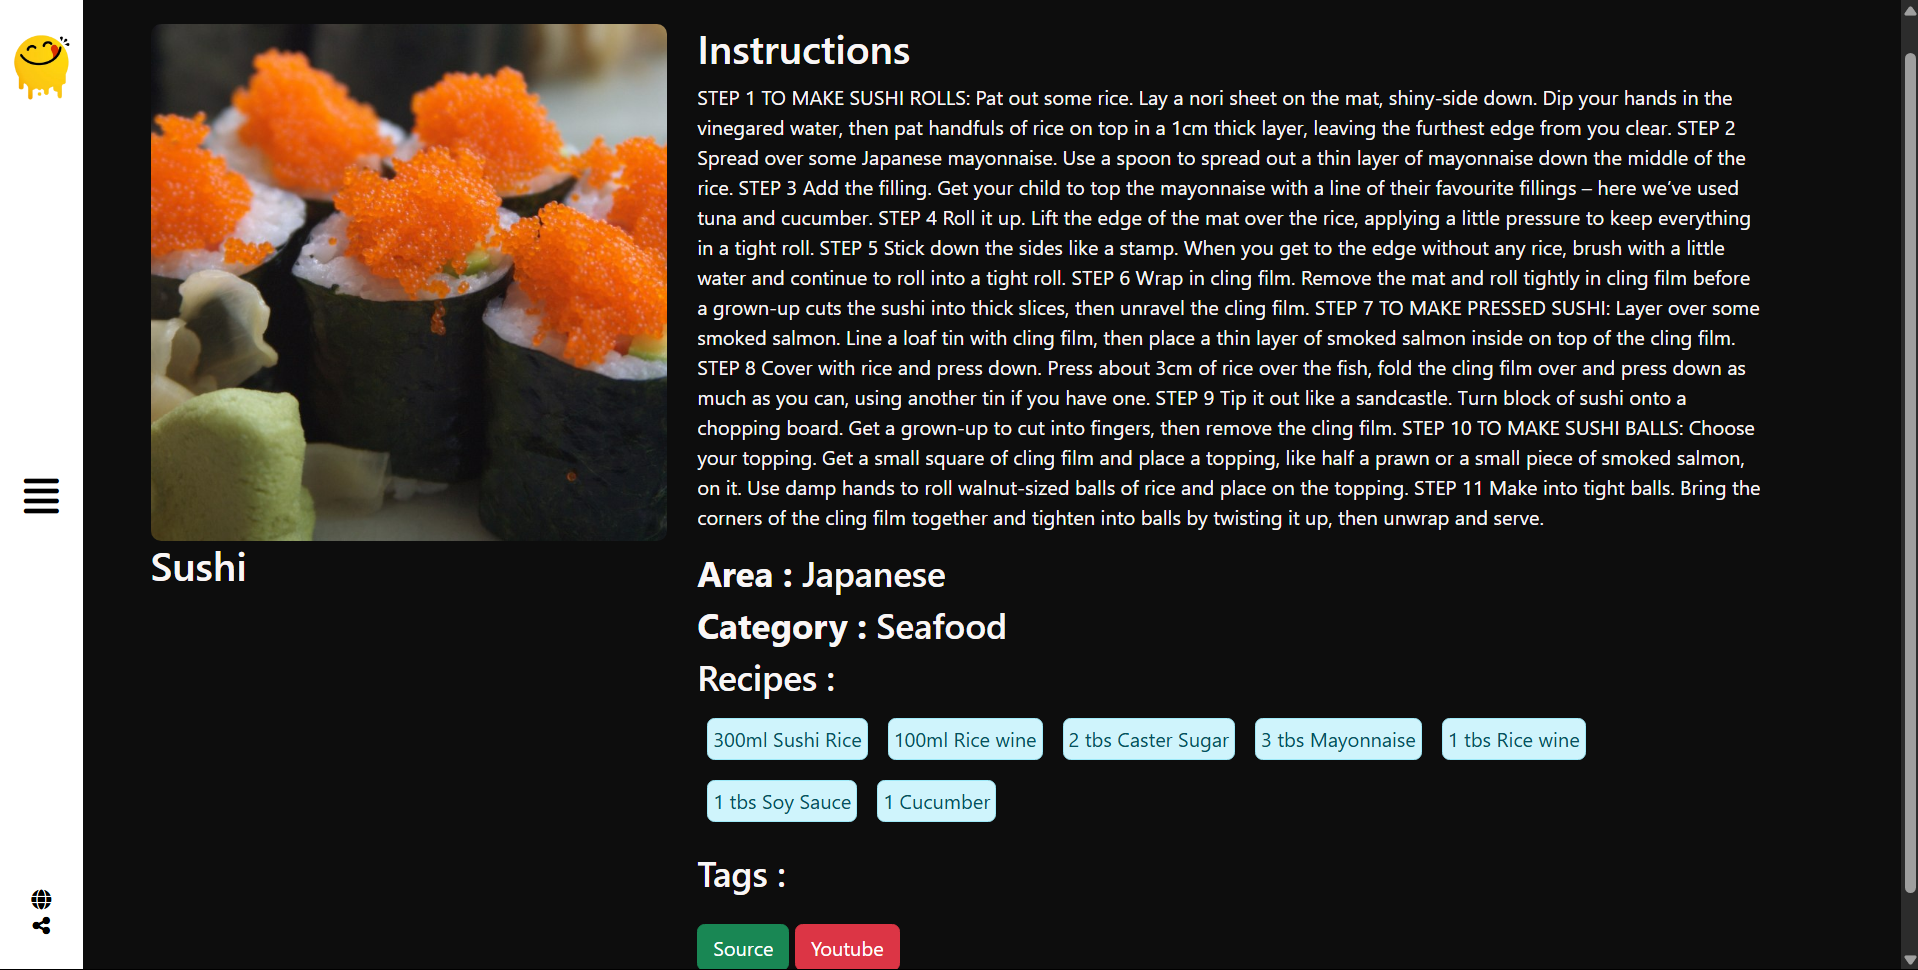 Instructions
STEP 1 TO MAKE SUSHI ROLLS: Pat out some rice. Lay a nori sheet on the mat, shiny-side down. Dip your hands in the
vinegared water, then pat handfuls of rice on top in a 1cm thick layer, leaving the furthest edge from you clear. STEP 2
Spread over some Japanese mayonnaise. Use a spoon to spread out a thin layer of mayonnaise down the middle of the
rice. STEP 3 Add the filling. Get your child to top the mayonnaise with a line of their favourite fillings – here we’ve used
tuna and cucumber. STEP 4 Roll it up. Lift the edge of the mat over the rice, applying a little pressure to keep everything
in a tight roll. STEP 5 Stick down the sides like a stamp. When you get to the edge without any rice, brush with a little
water and continue to roll into a tight roll. STEP 6 Wrap in cling film. Remove the mat and roll tightly in cling film before
a grown-up cuts the sushi into thick slices, then unravel the cling film. STEP 7 TO MAKE PRESSED SUSHI: Layer over some
smoked salmon. Line a loaf tin with cling film, then place a thin layer of smoked salmon inside on top of the cling film.
STEP 8 Cover with rice and press down. Press about 3cm of rice over the fish, fold the cling film over and press down as
much as you can, using another tin if you have one. STEP 9 Tip it out like a sandcastle. Turn block of sushi onto a
chopping board. Get a grown-up to cut into fingers, then remove the cling film. STEP 10 TO MAKE SUSHI BALLS: Choose
your topping. Get a small square of cling film and place a topping, like half a prawn or a small piece of smoked salmon,
on it. Use damp hands to roll walnut-sized balls of rice and place on the topping. STEP 11 Make into tight balls. Bring the
corners of the cling film together and tighten into balls by twisting it up, then unwrap and serve.
Sushi
Area : Japanese
Category : Seafood
Recipes :
300ml Sushi Rice 100ml Rice wine 2 tbs Caster Sugar 3 tbs Mayonnaise 1 tbs Rice wine
1 tbs Soy Sauce 1 Cucumber
Tags :
Source Youtube